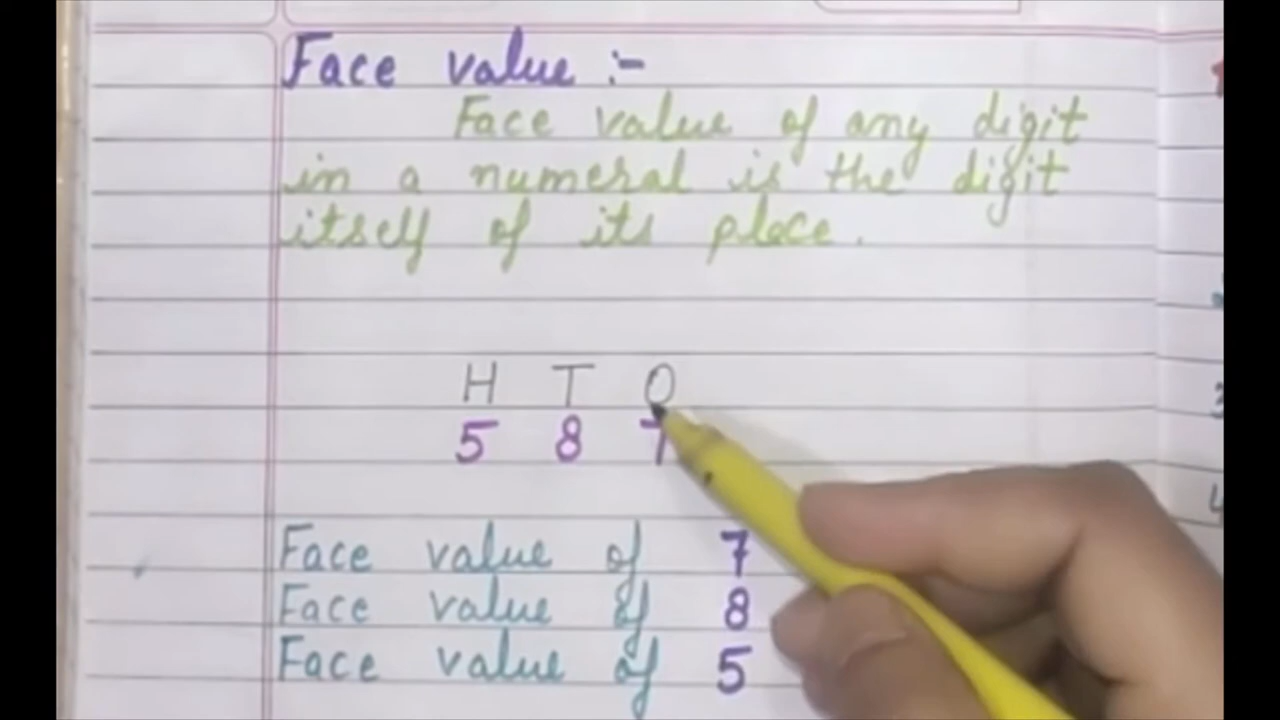 Face value :-
Face value of any digit
in a numeral is the digit
itself of its place.
H T O
5 8 7
Face value of 7
Face value of 8
Face value of 5